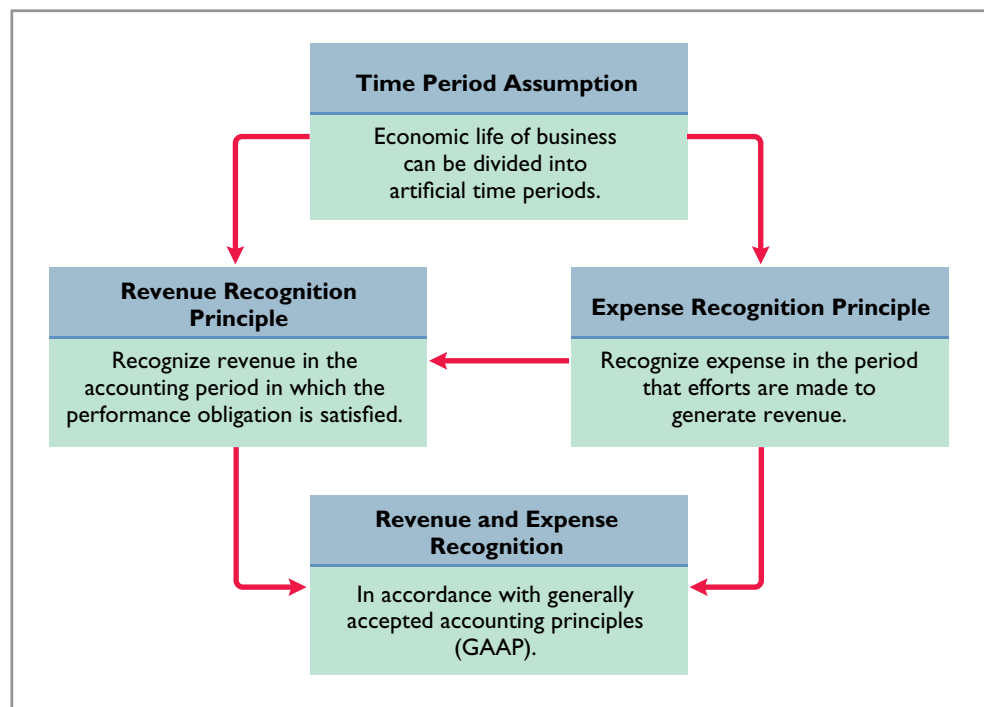 Time Period Assumption
Economic life of business
can be divided into
artificial time periods.
Revenue Recognition
Principle
Recognize revenue in the
accounting period in which the
performance obligation is satisfied.
Expense Recognition Principle
Recognize expense in the period
that efforts are made to
generate revenue.
Revenue and Expense
Recognition
In accordance with generally
accepted accounting principles
(GAAP).